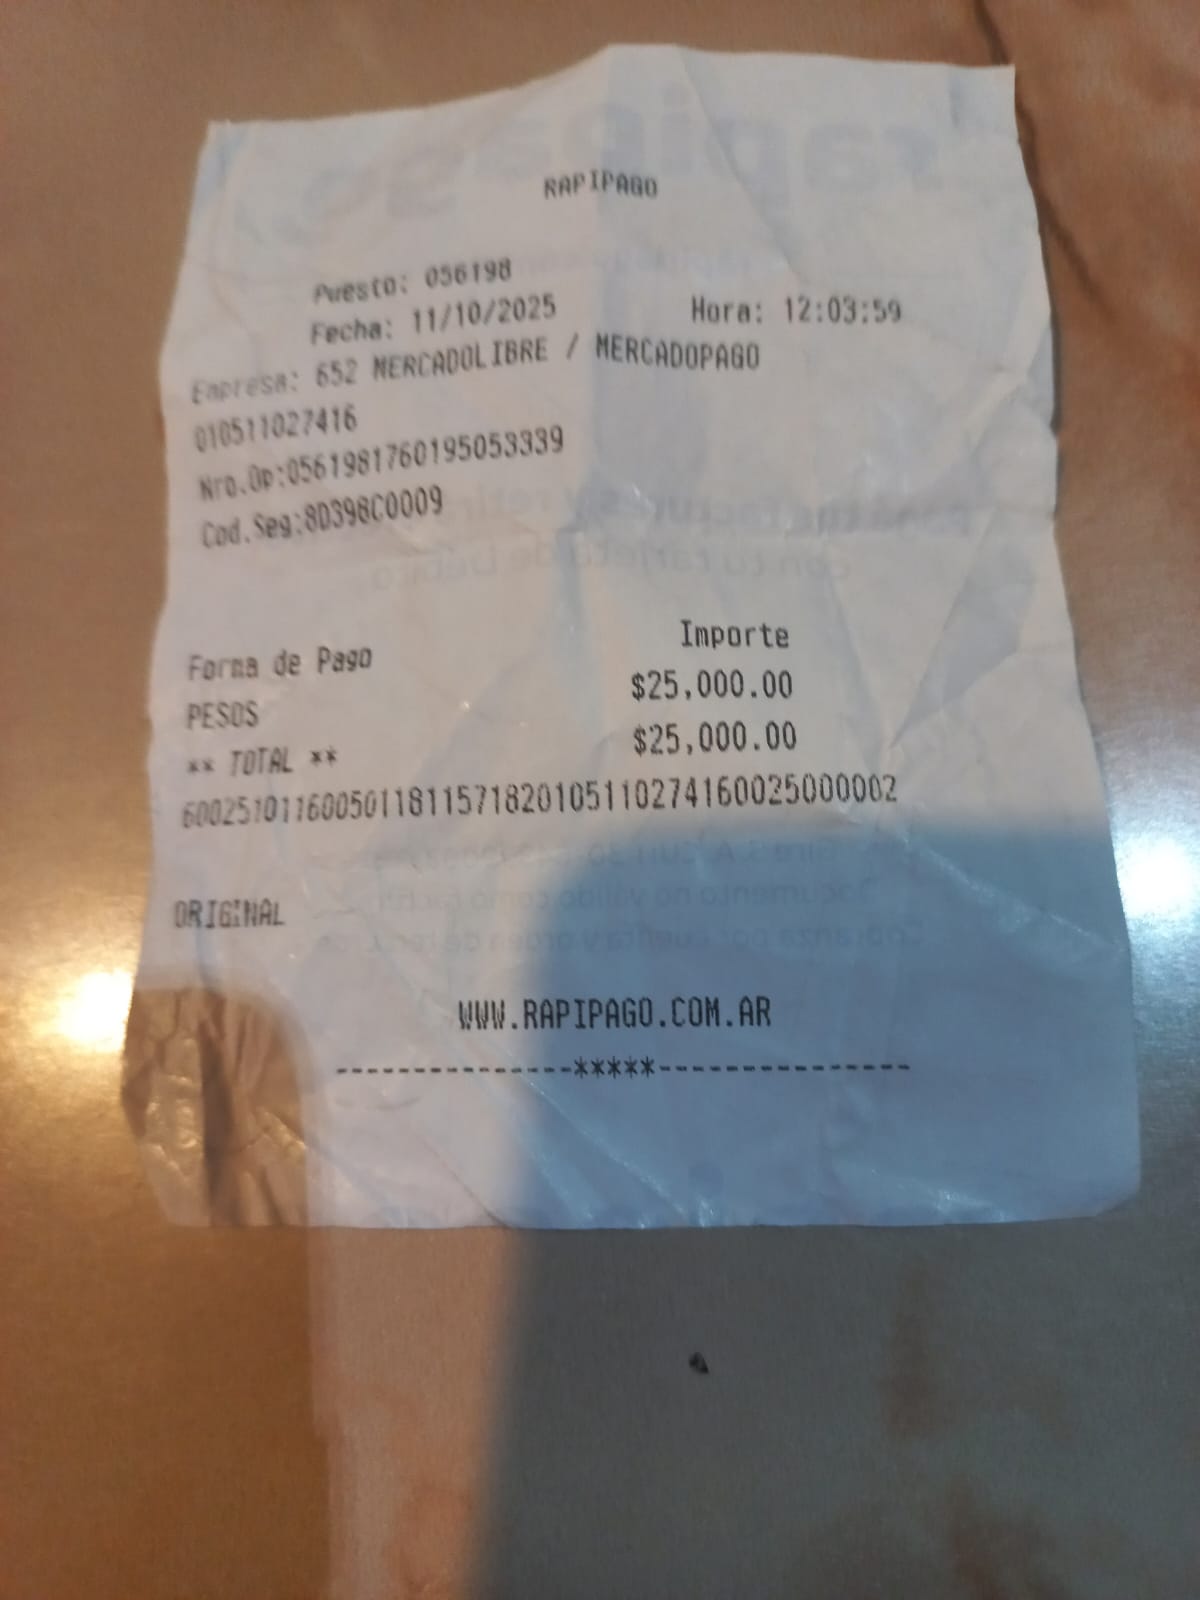 RAPIPAGO
Puesto: 056198
Fecha: 11/10/2025 Hora: 12:03:59
Empresa: 652 MERCADOLIBRE / MERCADOPAGO
010511027416
Nro.Op:0561981760195053339
Cod.Seg:8D398C0009
Forma de Pago Importe
PESOS $25,000.00
** TOTAL ** $25,000.00
6002510116005011811571820105110274160025000002
ORIGINAL
WWW.RAPIPAGO.COM.AR
---------------*****----------------